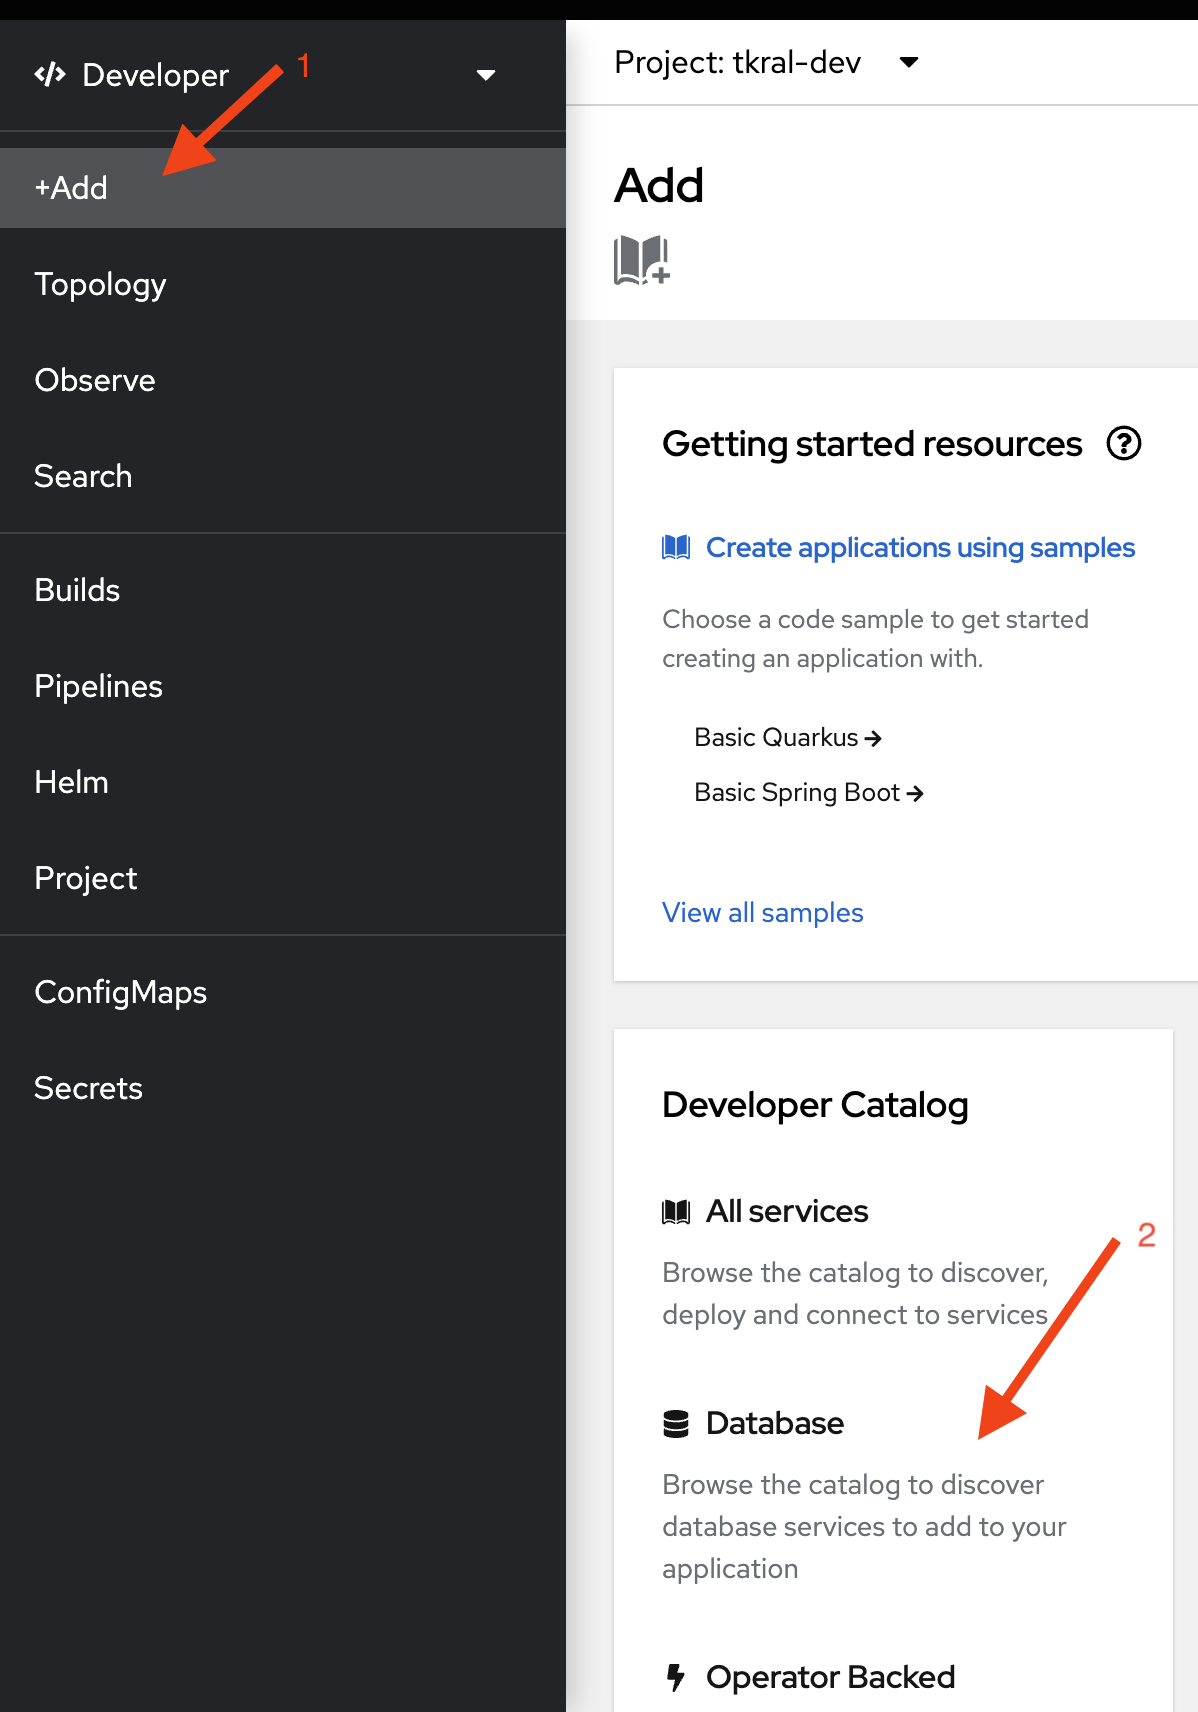 Developer
1
+Add
Topology
Observe
Search
Builds
Pipelines
Helm
Project
ConfigMaps
Secrets
Project: tkral-dev
Add
Getting started resources
Create applications using samples
Choose a code sample to get started
creating an application with.
Basic Quarkus
Basic Spring Boot
View all samples
Developer Catalog
All services
2
Browse the catalog to discover,
deploy and connect to services
Database
Browse the catalog to discover
database services to add to your
application
Operator Backed